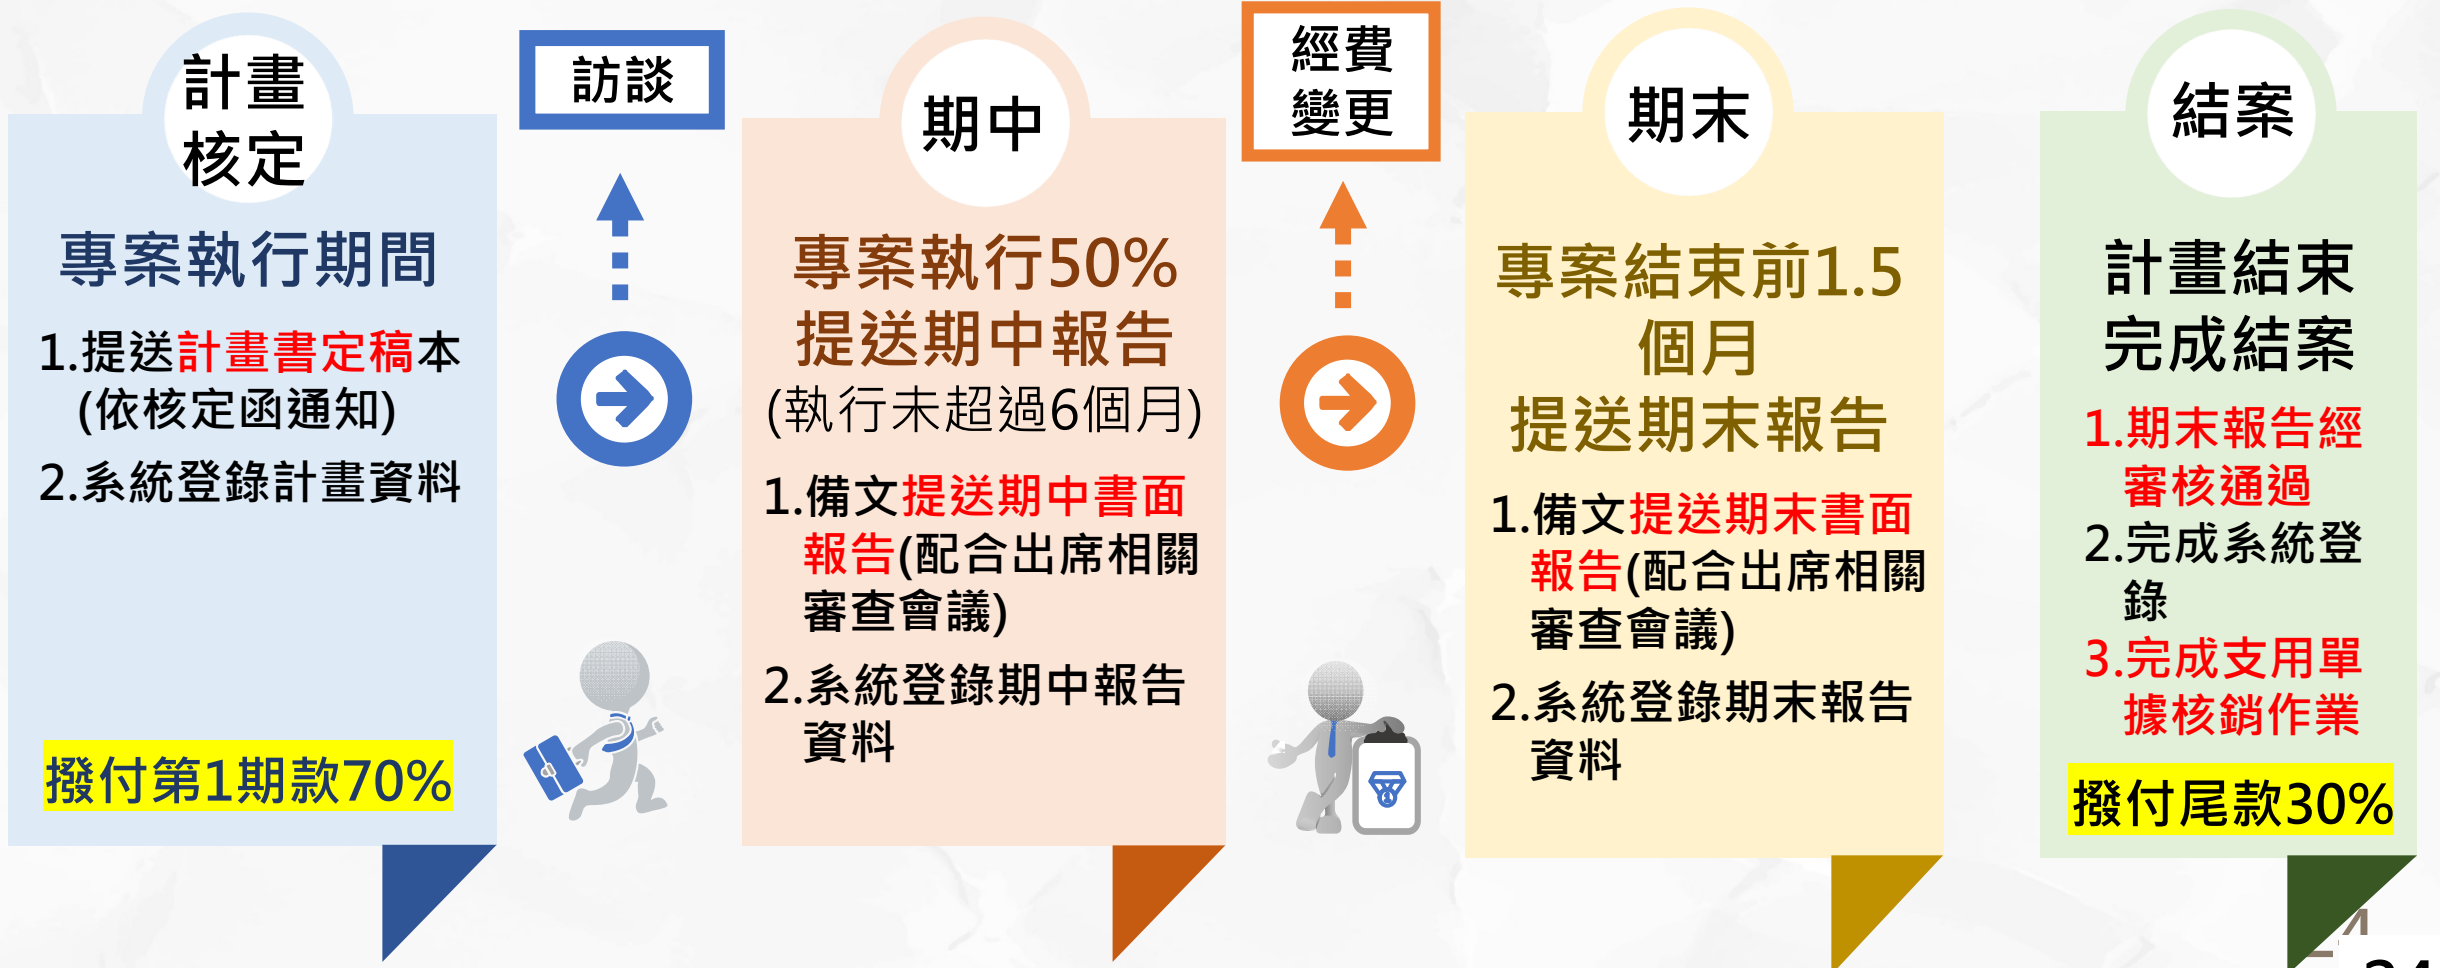 計畫
核定
專案執行期間
1.提送計畫書定稿本
(依核定函通知)
2.系統登錄計畫資料
撥付第1期款70%
訪談
期中
專案執行50%
提送期中報告
(執行未超過6個月)
1.備文提送期中書面
報告(配合出席相關
審查會議)
2.系統登錄期中報告
資料
經費
變更
期末
專案結束前1.5
個月
提送期末報告
1.備文提送期末書面
報告(配合出席相關
審查會議)
2.系統登錄期末報告
資料
結案
計畫結束
完成結案
1.期末報告經
審核通過
2.完成系統登
錄
3.完成支用單
據核銷作業
撥付尾款30%